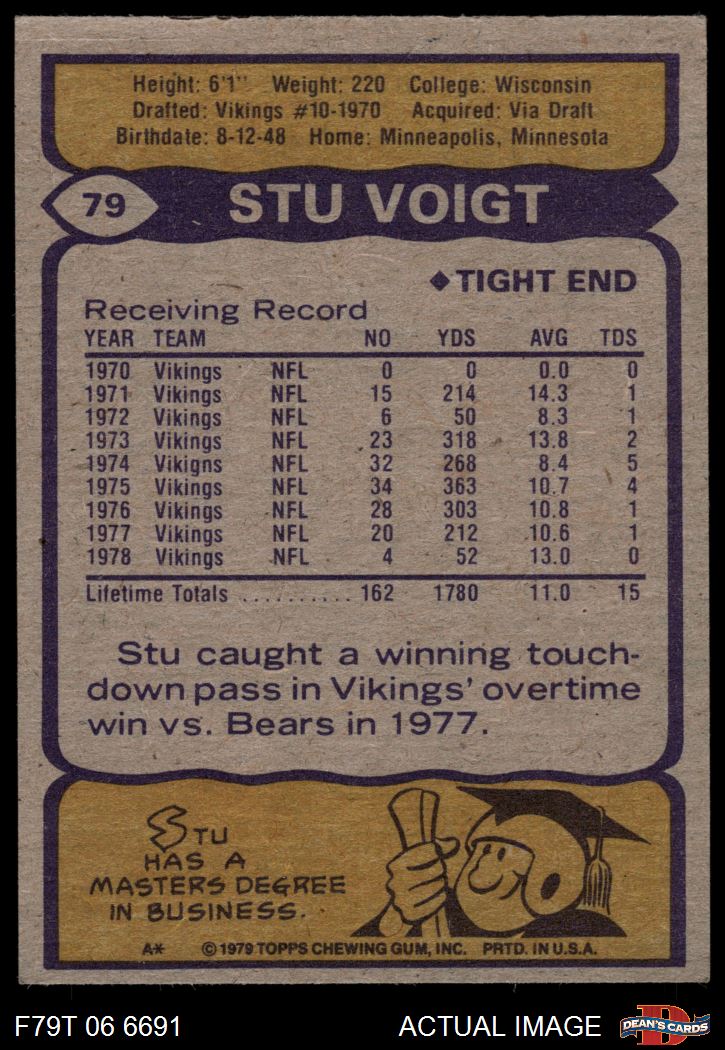 Height: 6'1" Weight: 220 College: Wisconsin
Drafted: Vikings #10-1970 Acquired: Via Draft
Birthdate: 8-12-48 Home: Minneapolis, Minnesota
79 STU VOIGT
◆TIGHT END
Receiving Record
YEAR TEAM NO YDS AVG TDS
1970 Vikings NFL 0 0 0.0 0
1971 Vikings NFL 15 214 14.3 1
1972 Vikings NFL 6 50 8.3 1
1973 Vikings NFL 23 318 13.8 2
1974 Vikigns NFL 32 268 8.4 5
1975 Vikings NFL 34 363 10.7 4
1976 Vikings NFL 28 303 10.8 1
1977 Vikings NFL 20 212 10.6 1
1978 Vikings NFL 4 52 13.0 0
Lifetime Totals .......... 162 1780 11.0 15
Stu caught a winning touch-
down pass in Vikings' overtime
win vs. Bears in 1977.
STU
HAS A
MASTERS DEGREE
IN BUSINESS.
A* © 1979 TOPPS CHEWING GUM, INC. PRTD. IN U.S.A.
F79T 06 6691 ACTUAL IMAGE D DEAN'S CARDS